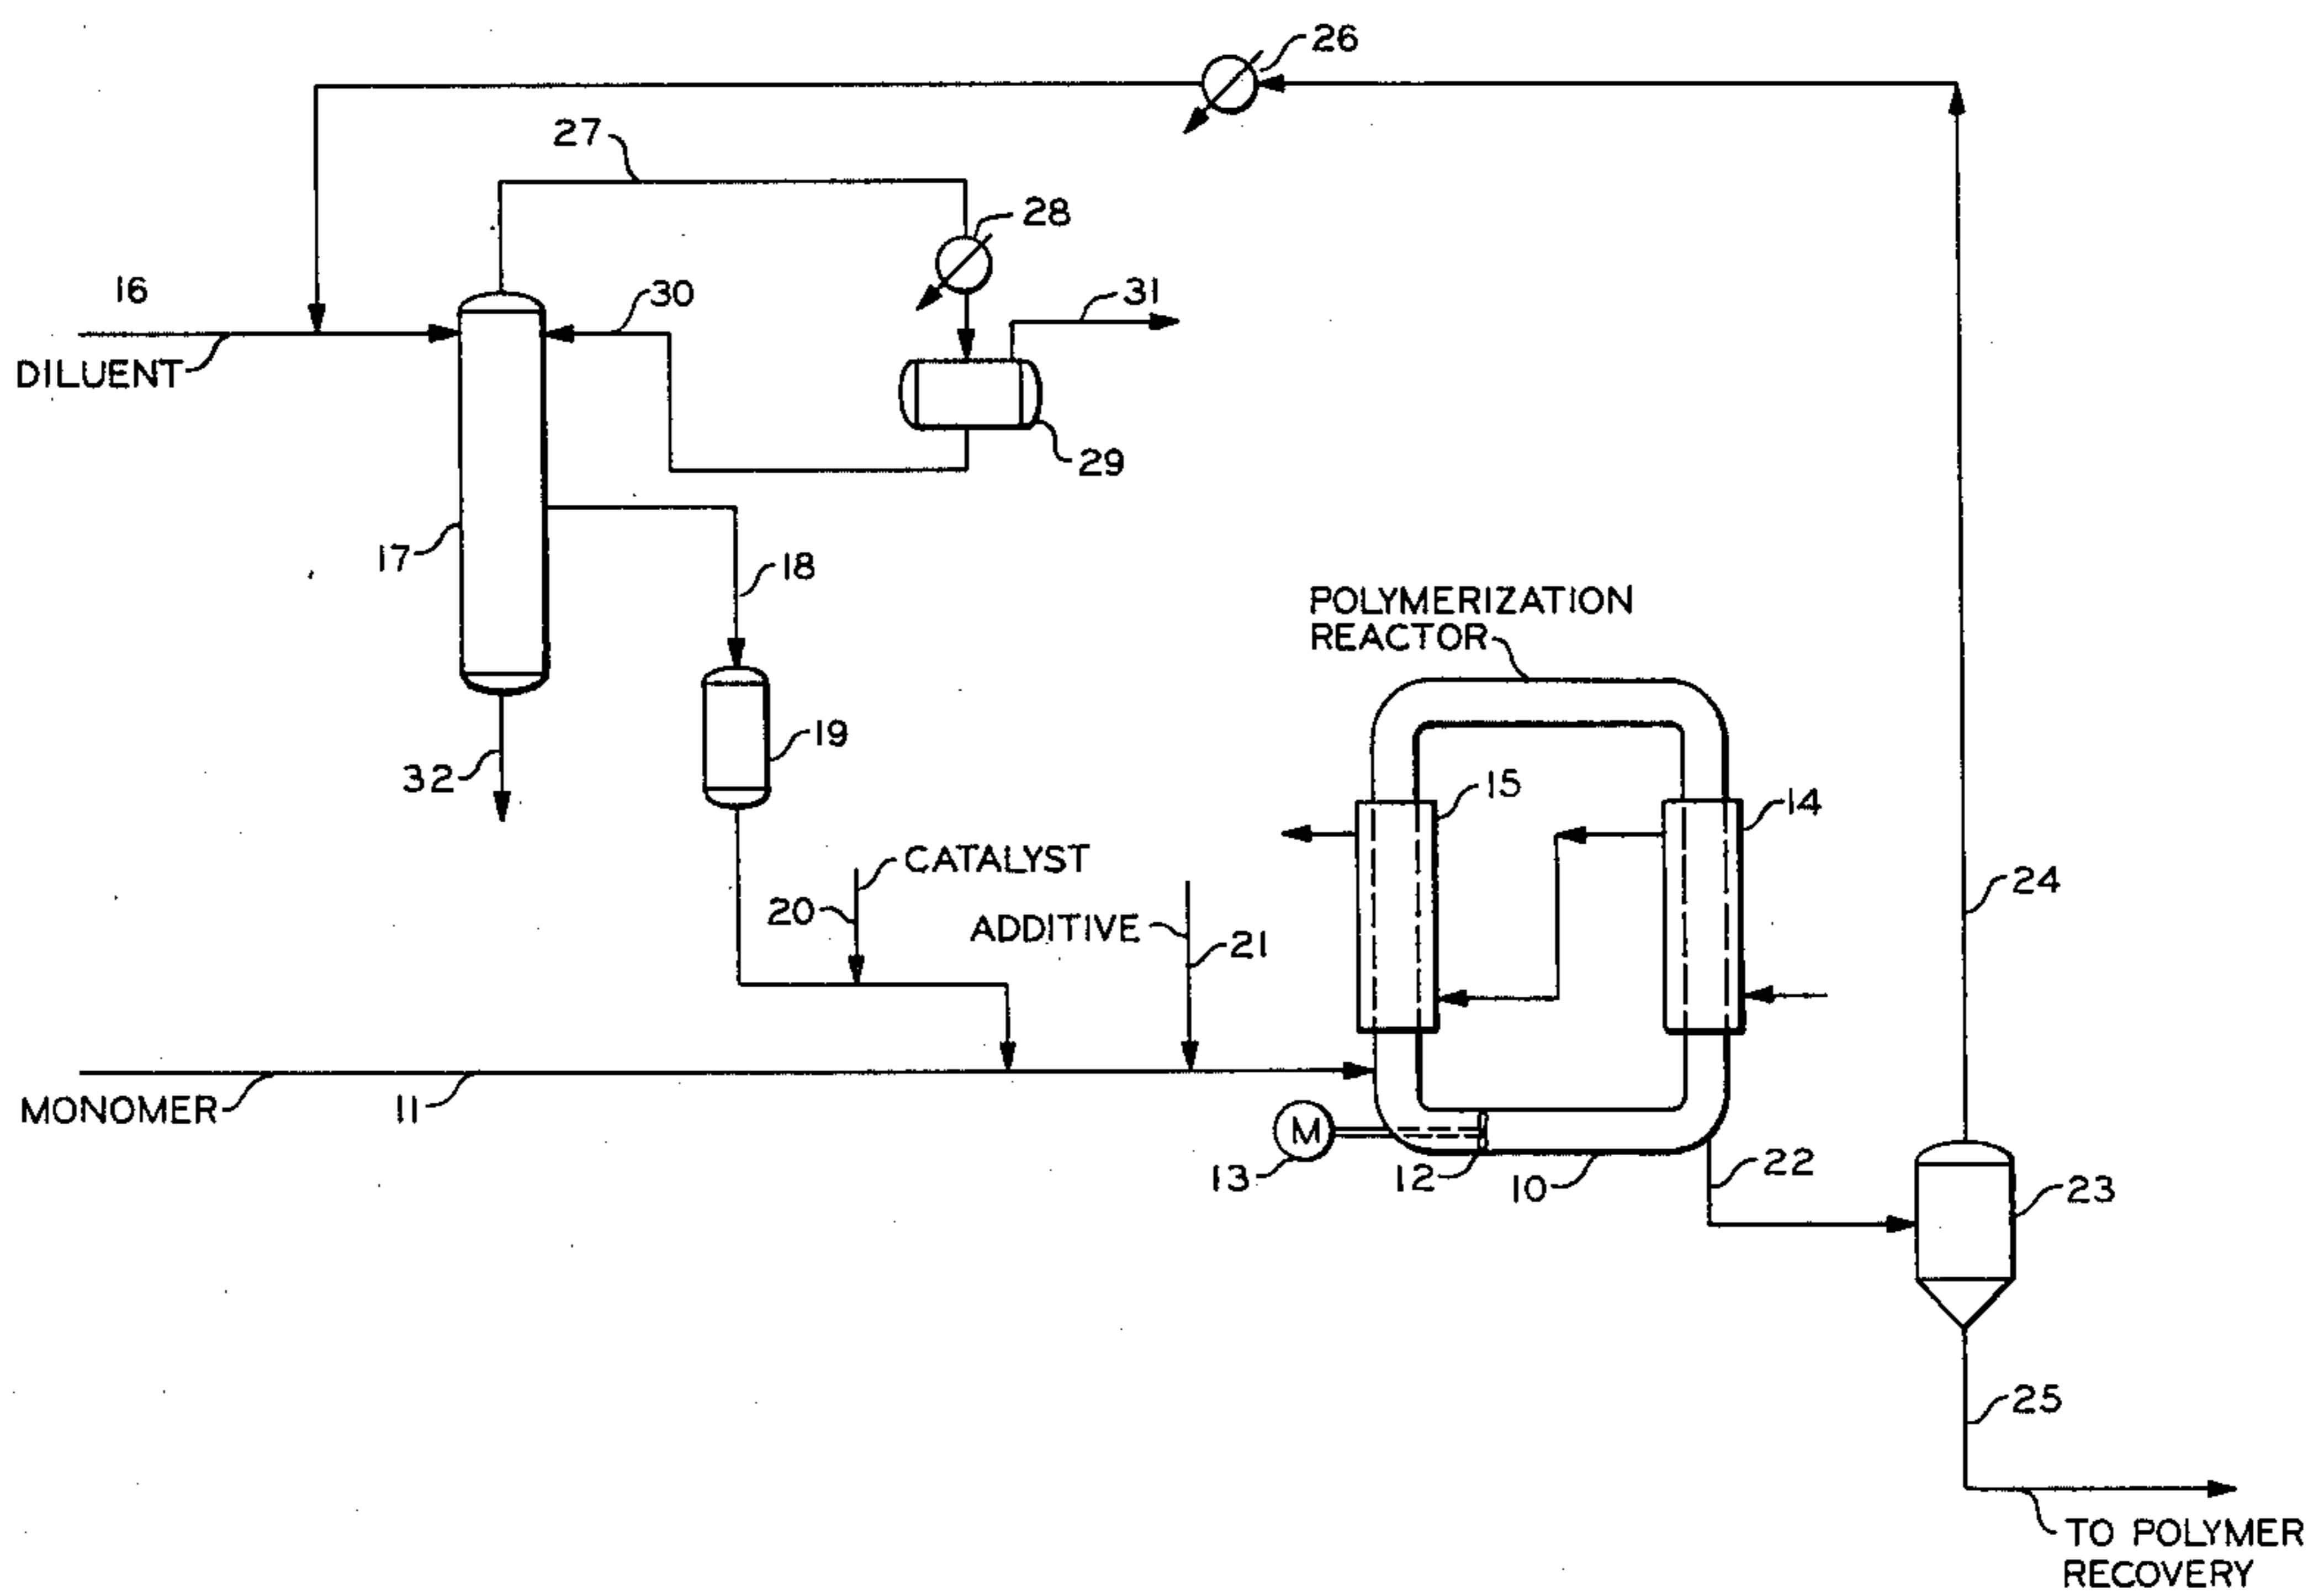 26
27
28
16
30
31
DILUENT
29
17
18
POLYMERIZATION
REACTOR
19
32
15
14
CATALYST
20
ADDITIVE
21
24
MONOMER
11
M
13
12
10
22
23
25
TO POLYMER
RECOVERY